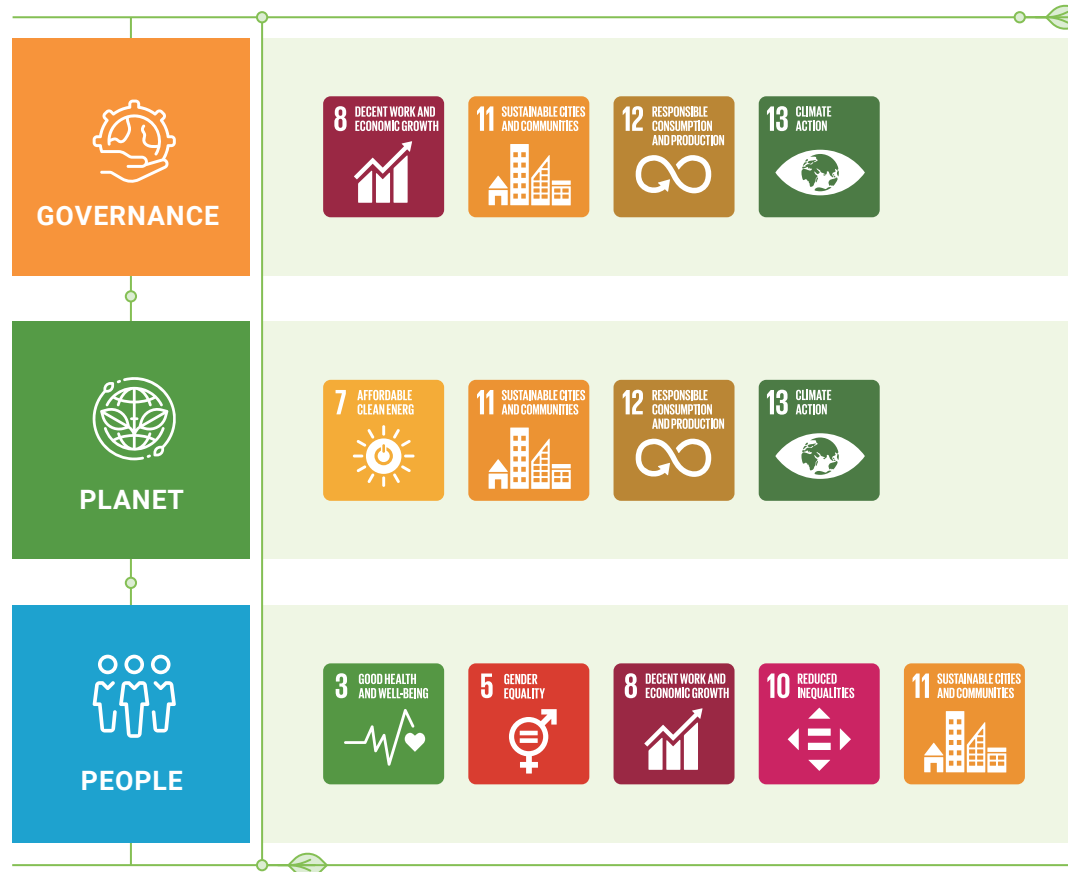 GOVERNANCE
8 DECENT WORK AND
ECONOMIC GROWTH
11 SUSTAINABLE CITIES
AND COMMUNITIES
12 RESPONSIBLE
CONSUMPTION
AND PRODUCTION
13 CLIMATE
ACTION
PLANET
7 AFFORDABLE
CLEAN ENERG
11 SUSTAINABLE CITIES
AND COMMUNITIES
12 RESPONSIBLE
CONSUMPTION
AND PRODUCTION
13 CLIMATE
ACTION
PEOPLE
3 GOOD HEALTH
AND WELL-BEING
5 GENDER
EQUALITY
8 DECENT WORK AND
ECONOMIC GROWTH
10 REDUCED
INEQUALITIES
11 SUSTAINABLE CITIES
AND COMMUNITIES